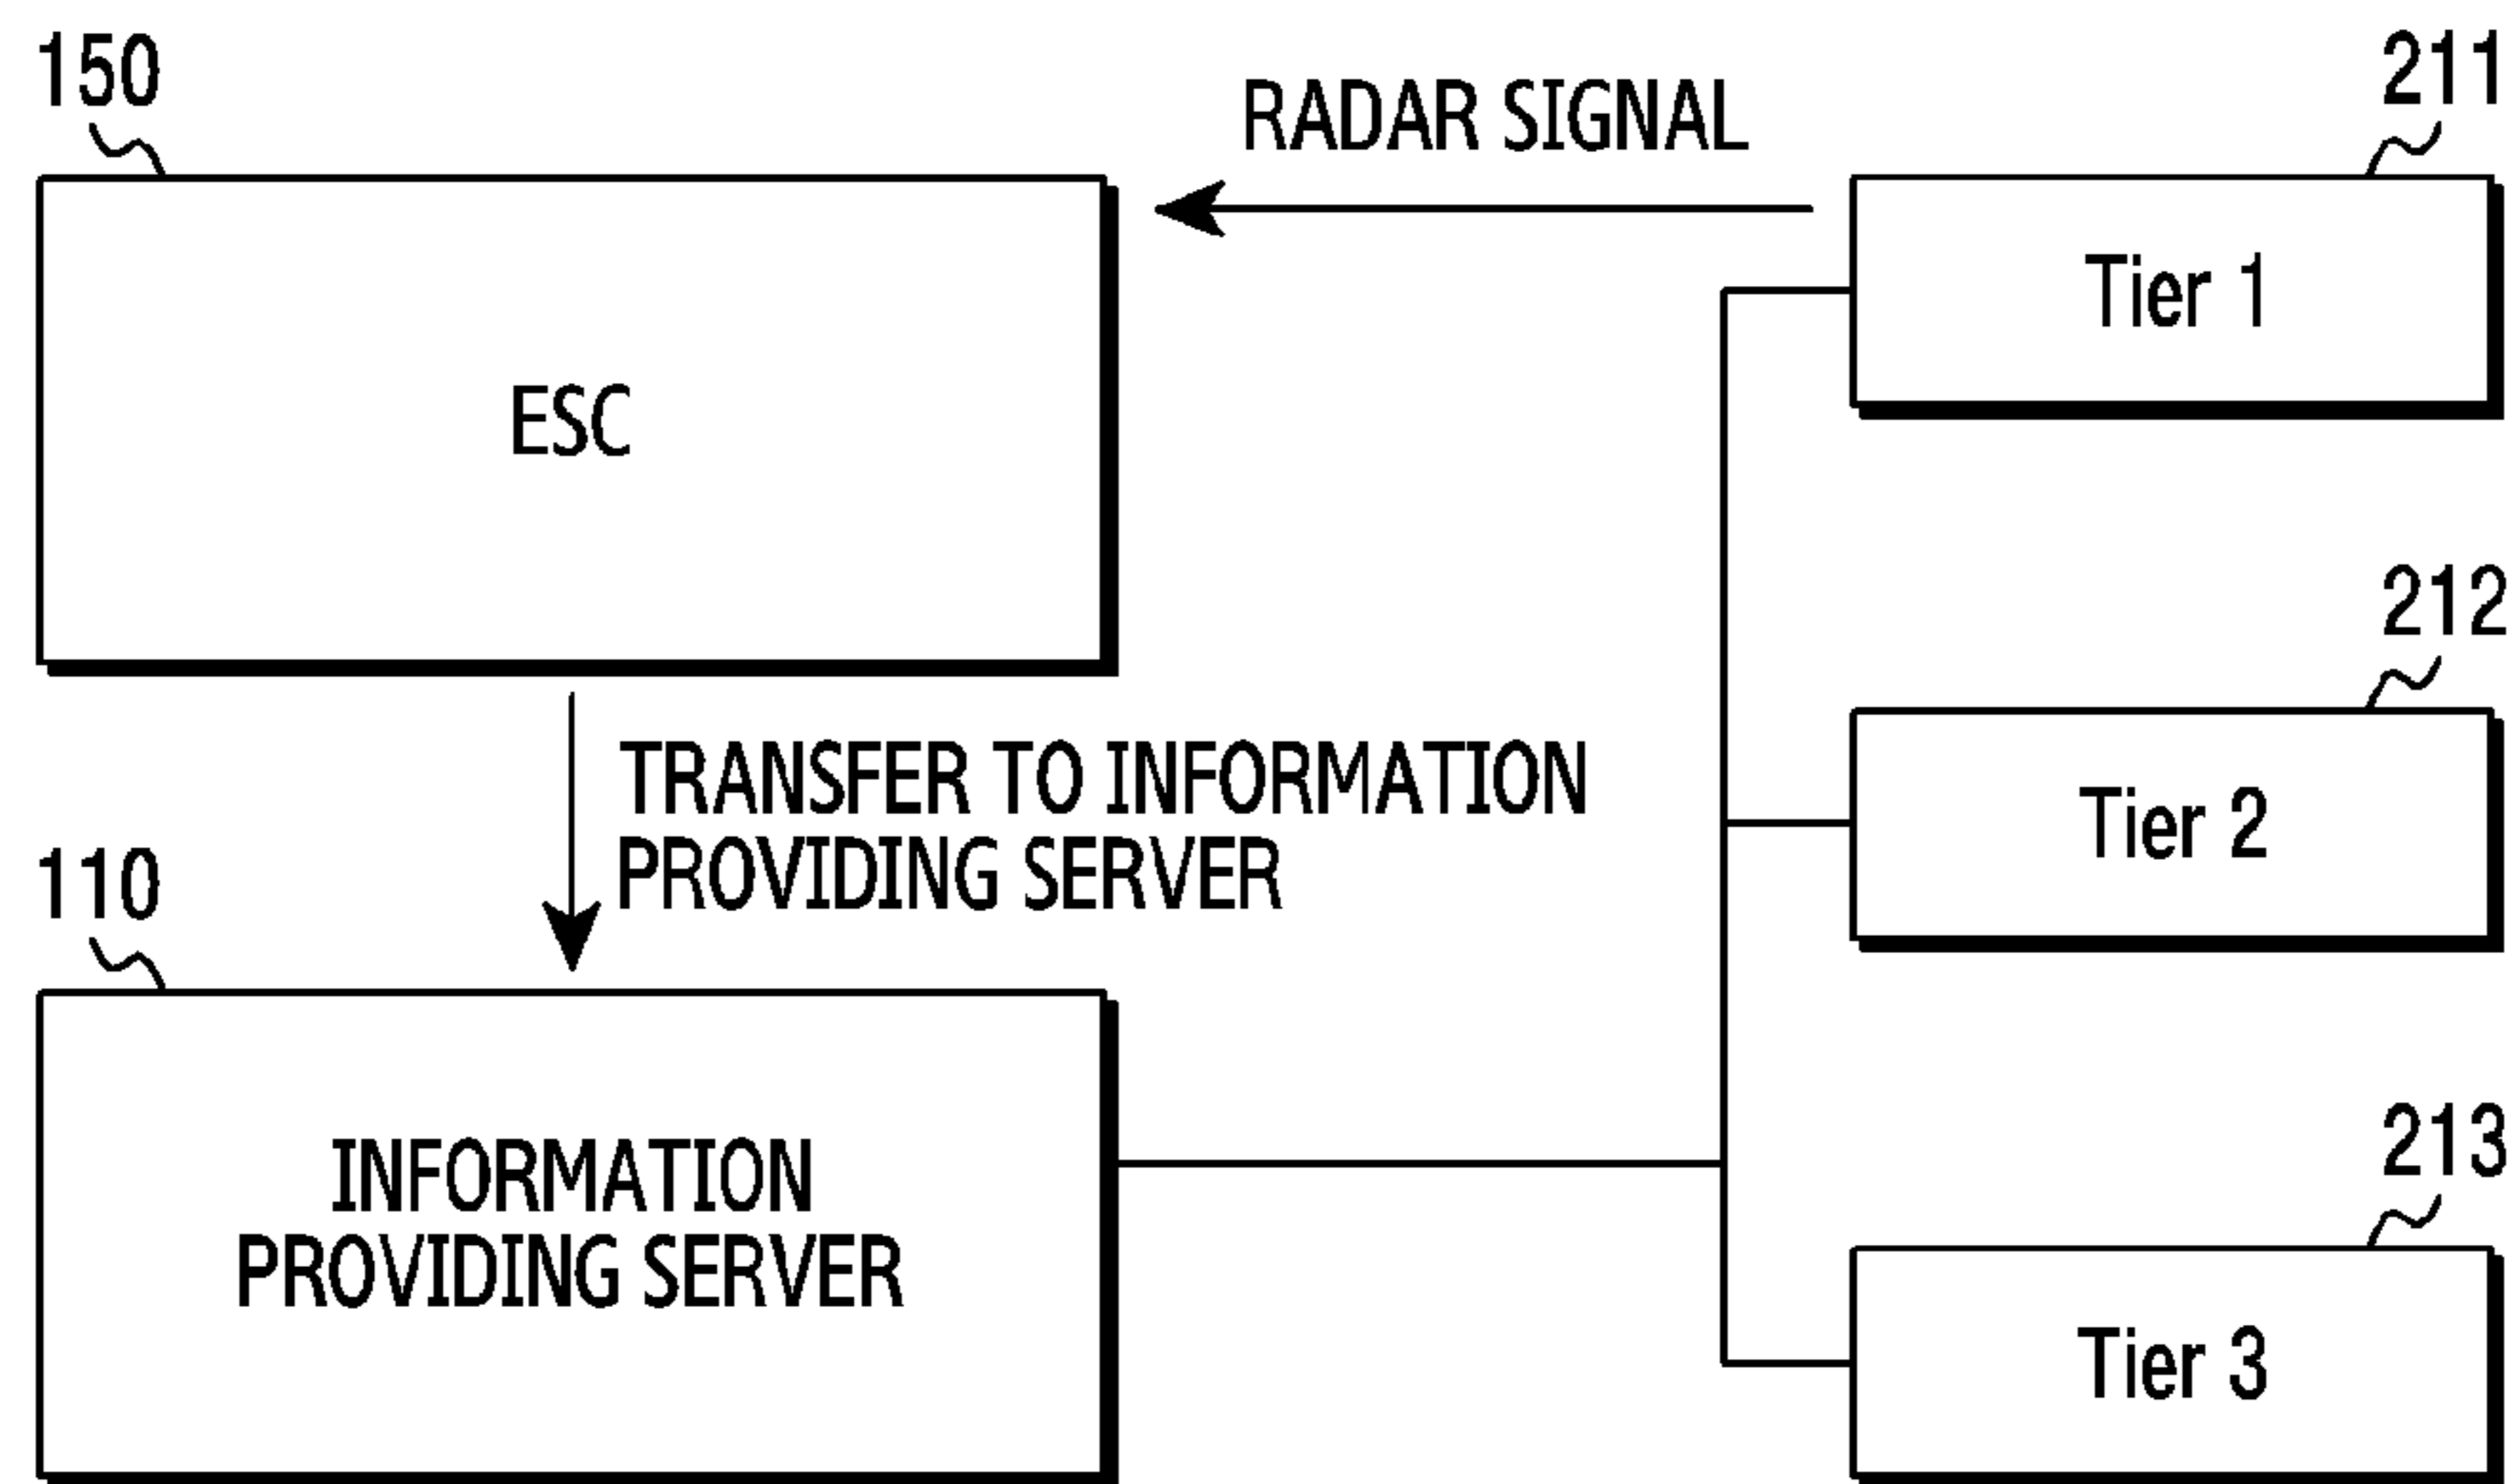 150
RADAR SIGNAL
211
Tier 1
ESC
212
Tier 2
TRANSFER TO INFORMATION
PROVIDING SERVER
110
INFORMATION
PROVIDING SERVER
213
Tier 3